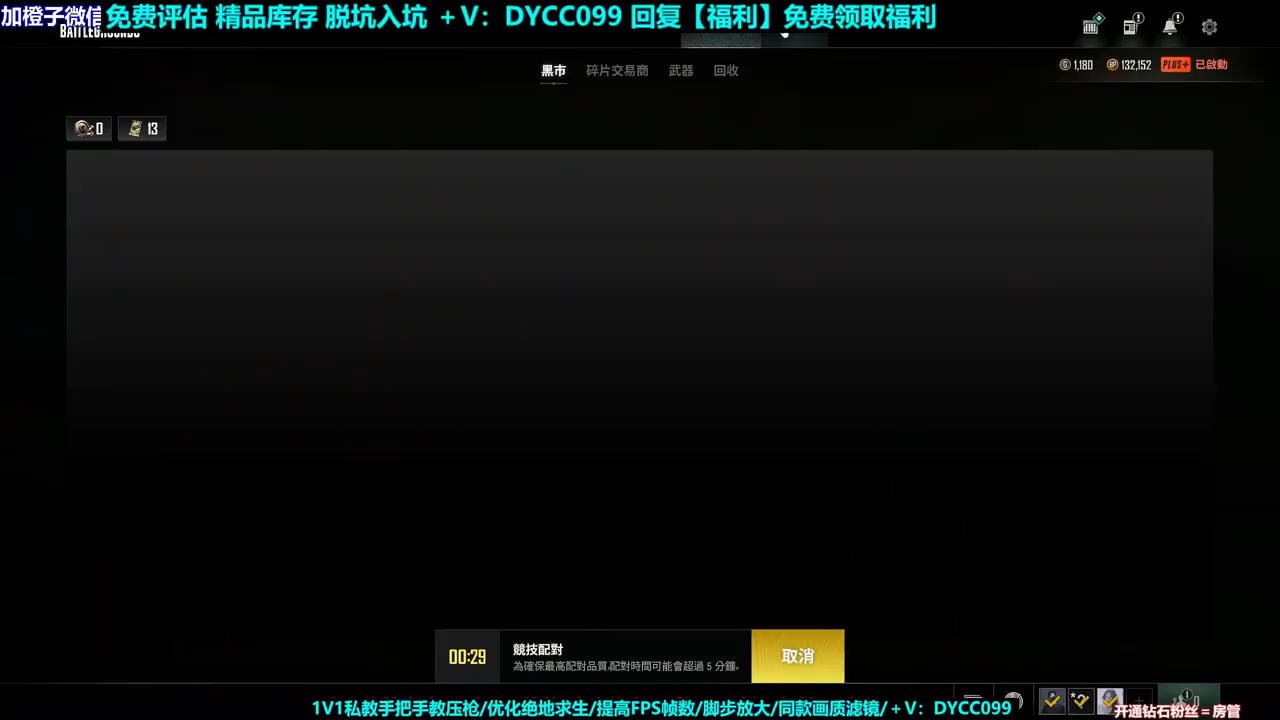 加橙子微信
免费评估 精品库存 脱坑入坑 ＋V：DYCC099 回复【福利】免费领取福利
BATTLEGROUNDS
黑市 碎片交易商 武器 回收
G 1,180 BP 132,152 PLUS+ 已啟動
0 13
00:29
競技配對
為確保最高配對品質,配對時間可能會超過 5 分鐘。
取消
1V1私教手把手教压枪/优化绝地求生/提高FPS帧数/脚步放大/同款画质滤镜/＋V：DYCC099
开通钻石粉丝＝房管